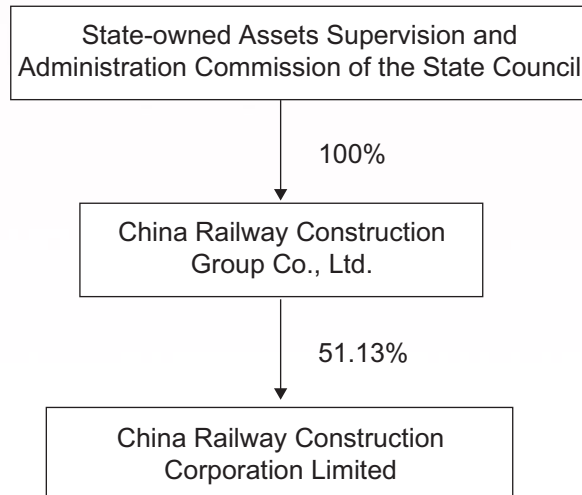 State-owned Assets Supervision and
Administration Commission of the State Council
100%
China Railway Construction
Group Co., Ltd.
51.13%
China Railway Construction
Corporation Limited